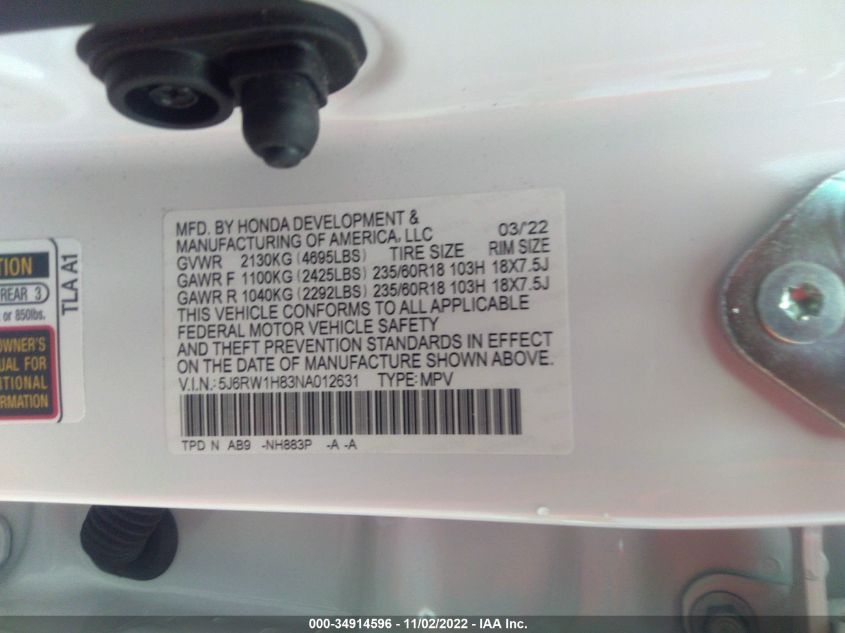 MFD. BY HONDA DEVELOPMENT & 03/'22
MANUFACTURING OF AMERICA, LLC
GVWR 2130KG (4695LBS) TIRE SIZE RIM SIZE
GAWR F 1100KG (2425LBS) 235/60R18 103H 18X7.5J
GAWR R 1040KG (2292LBS) 235/60R18 103H 18X7.5J
THIS VEHICLE CONFORMS TO ALL APPLICABLE
FEDERAL MOTOR VEHICLE SAFETY
AND THEFT PREVENTION STANDARDS IN EFFECT
ON THE DATE OF MANUFACTURE SHOWN ABOVE.
V.I.N.: 5J6RW1H83NA012631 TYPE: MPV
TPD N AB9 -NH883P -A -A
REAR 3
or 850lbs.
OWNER'S
FOR
TLA A1
000-34914596 - 11/02/2022 - IAA Inc.